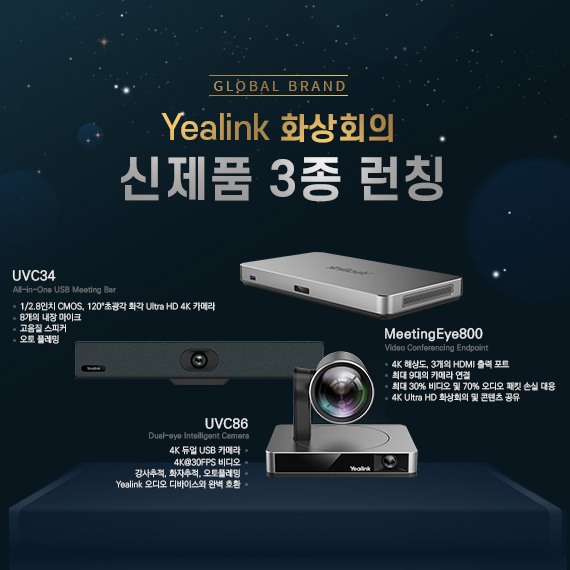 GLOBAL BRAND
Yealink 화상회의
신제품 3종 런칭
Yealink
UVC34
All-in-One USB Meeting Bar
1/2.8인치 CMOS, 120°초광각 화각 Ultra HD 4K 카메라
8개의 내장 마이크
고음질 스피커
오토 플레밍
Yealink
MeetingEye800
Video Conferencing Endpoint
4K 해상도, 3개의 HDMI 출력 포트
최대 9대의 카메라 연결
최대 30% 비디오 및 70% 오디오 패킷 손실 대응
4K Ultra HD 화상회의 및 콘텐츠 공유
UVC86
Dual-eye Intelligent Camera
4K 듀얼 USB 카메라
4K@30FPS 비디오
강사추적, 화자추적, 오토플레밍
Yealink 오디오 디바이스와 완벽 호환
Yealink